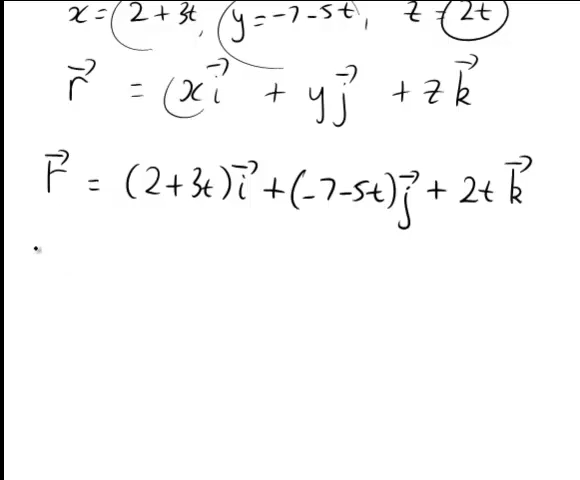 x = (2+3t, (y=-7-5t, z = 2t)
r⃗ = (xi⃗ + yj⃗ + zk⃗
r⃗ = (2+3t)i⃗ + (-7-5t)j⃗ + 2t k⃗